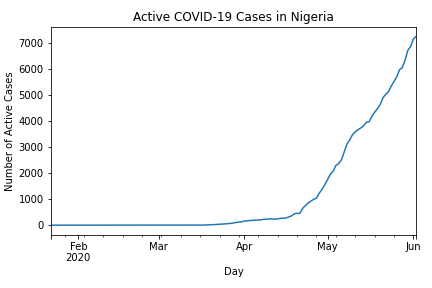 Active COVID-19 Cases in Nigeria
Number of Active Cases
7000
6000
5000
4000
3000
2000
1000
0
Feb
2020
Mar
Apr
May
Jun
Day